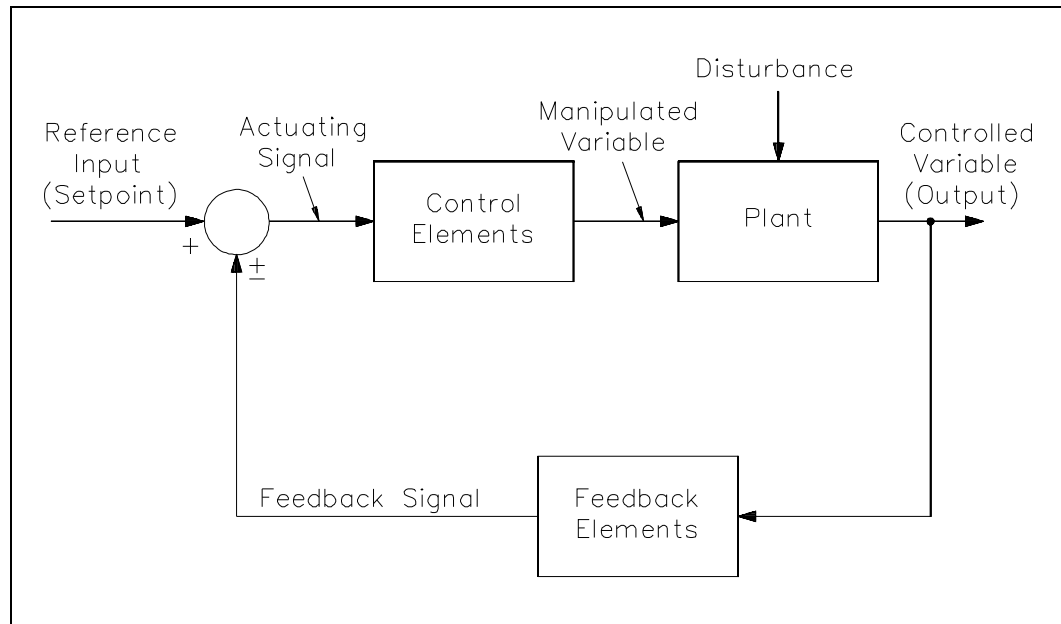 Disturbance
Reference
Input
(Setpoint)
Actuating
Signal
Manipulated
Variable
Controlled
Variable
(Output)
Control
Elements
Plant
+
±
Feedback Signal
Feedback
Elements